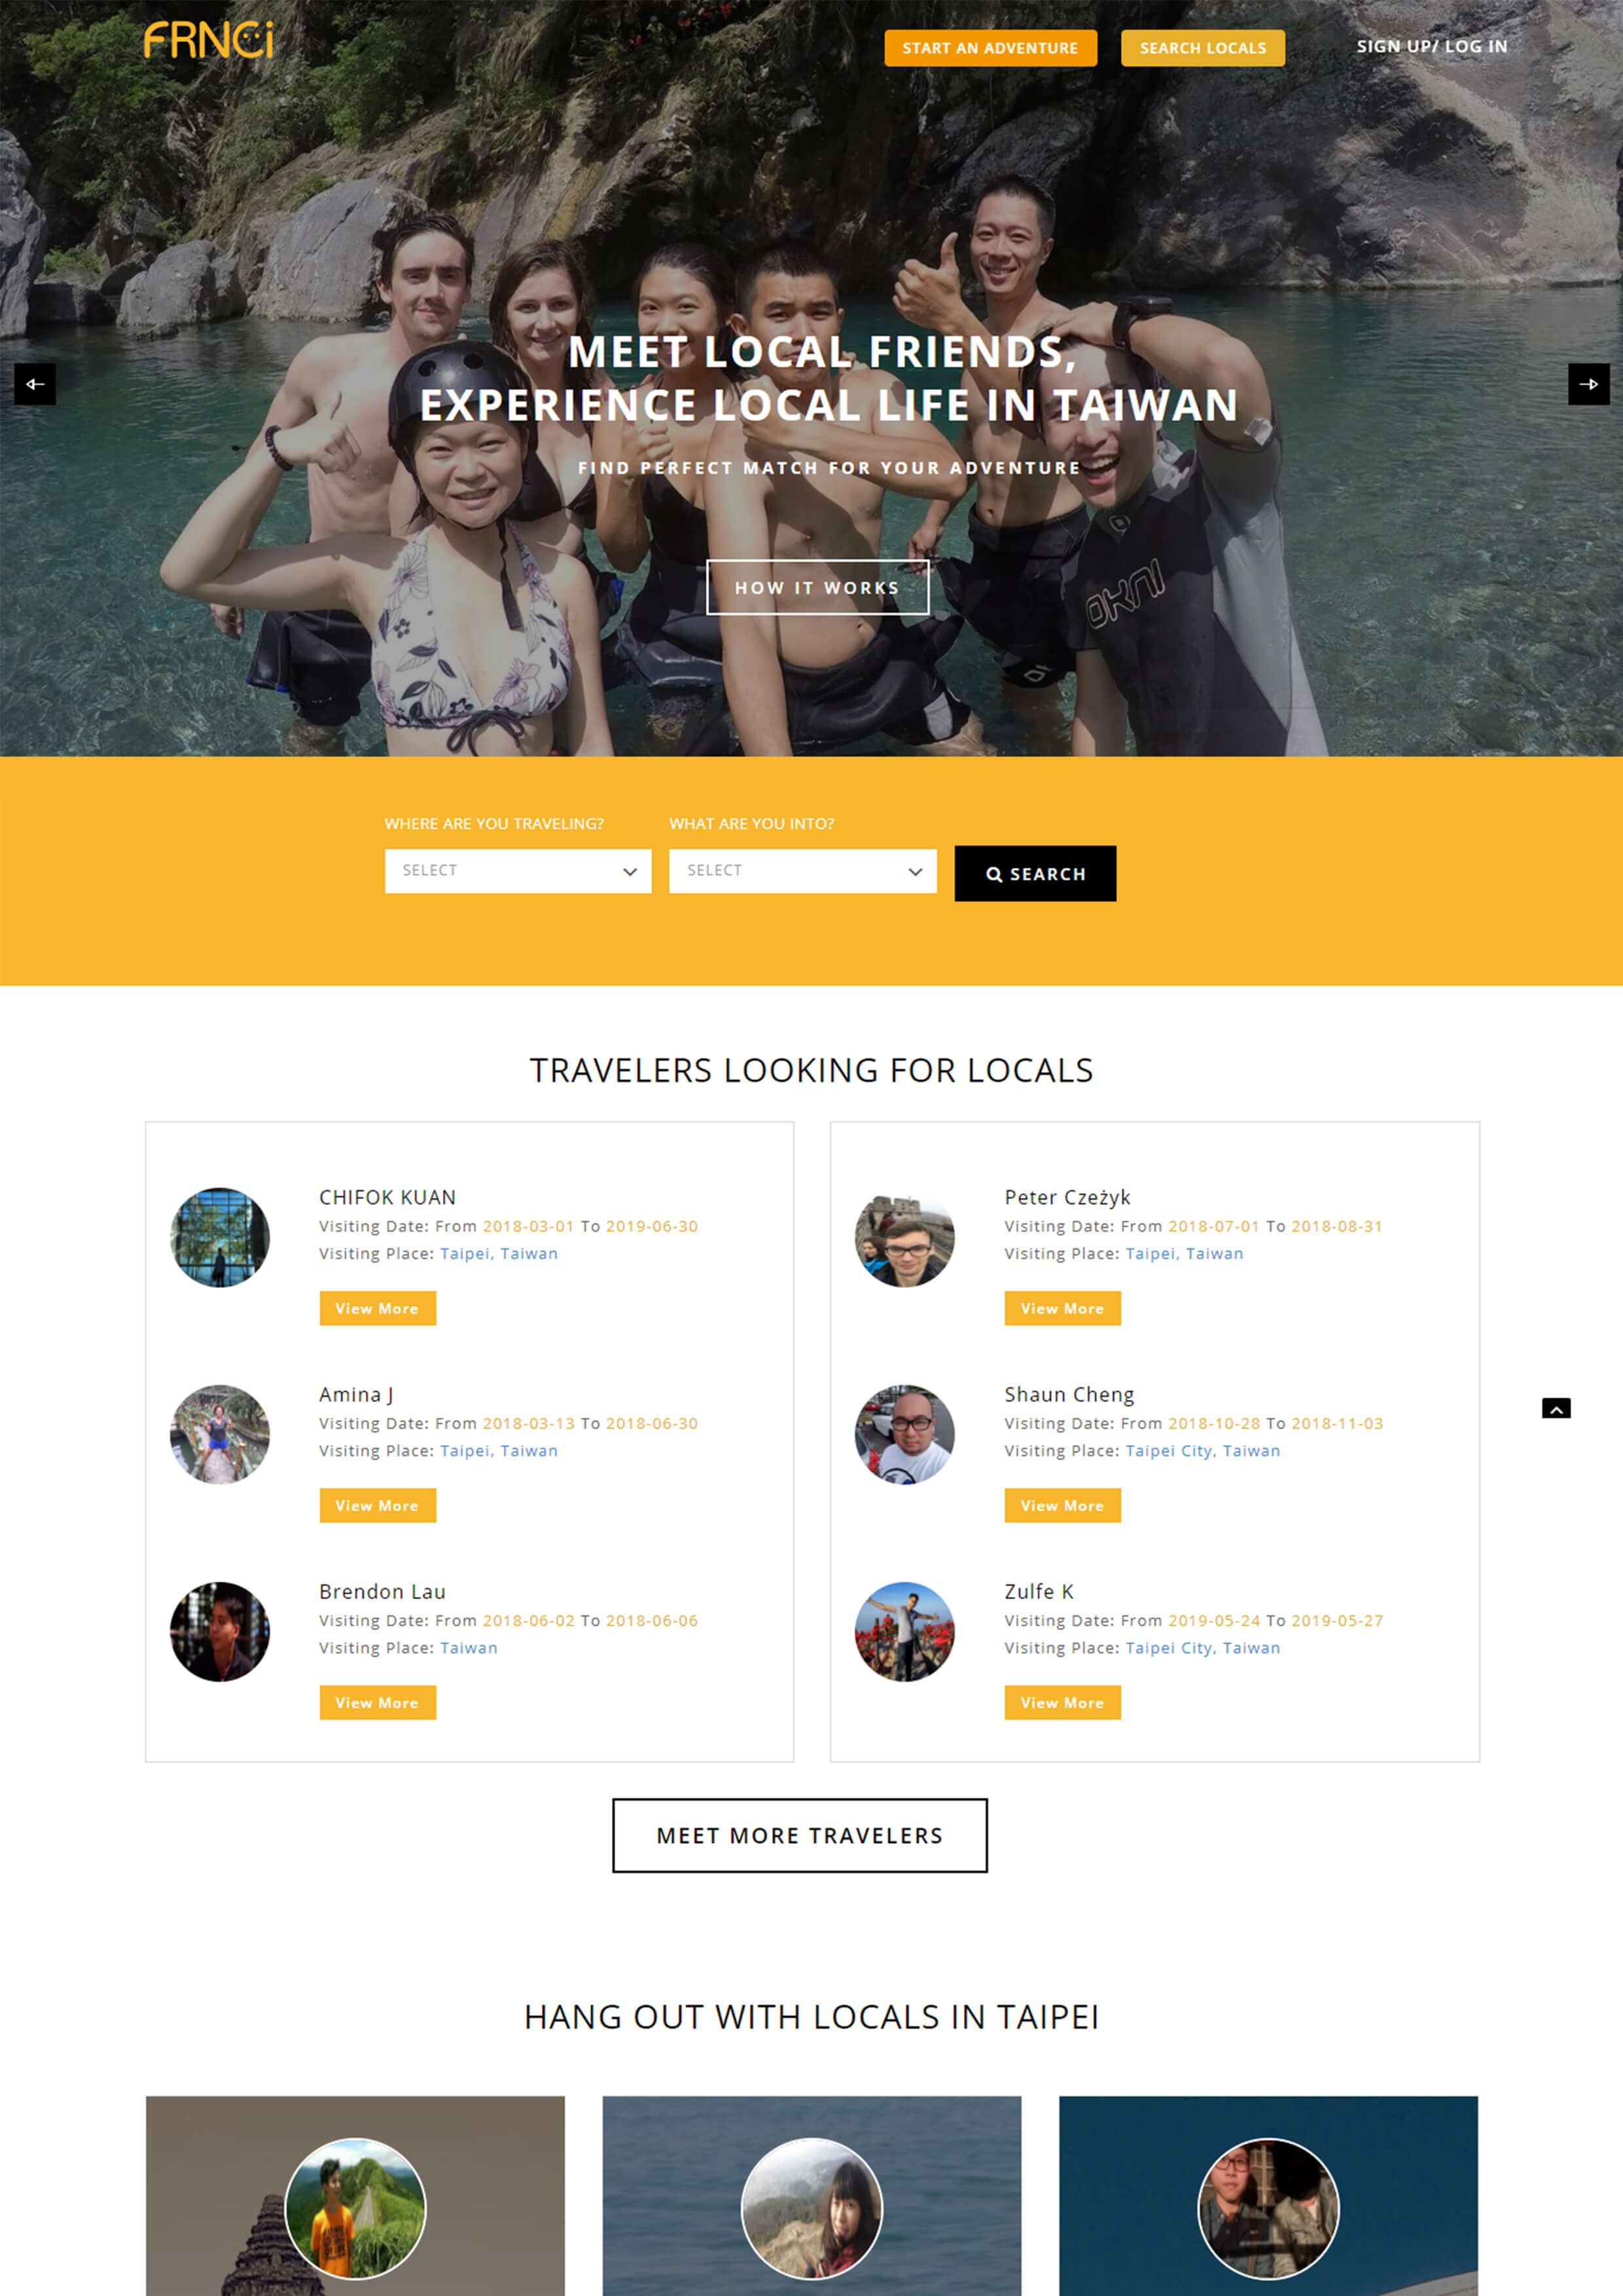 FRNCi
START AN ADVENTURE
SEARCH LOCALS
SIGN UP/ LOG IN
MEET LOCAL FRIENDS,
EXPERIENCE LOCAL LIFE IN TAIWAN
FIND PERFECT MATCH FOR YOUR ADVENTURE
HOW IT WORKS
WHERE ARE YOU TRAVELING?
SELECT
WHAT ARE YOU INTO?
SELECT
SEARCH
TRAVELERS LOOKING FOR LOCALS
CHIFOK KUAN
Visiting Date: From 2018-03-01 To 2019-06-30
Visiting Place: Taipei, Taiwan
View More
Amina J
Visiting Date: From 2018-03-13 To 2018-06-30
Visiting Place: Taipei, Taiwan
View More
Brendon Lau
Visiting Date: From 2018-06-02 To 2018-06-06
Visiting Place: Taiwan
View More
Peter Czeżyk
Visiting Date: From 2018-07-01 To 2018-08-31
Visiting Place: Taipei, Taiwan
View More
Shaun Cheng
Visiting Date: From 2018-10-28 To 2018-11-03
Visiting Place: Taipei City, Taiwan
View More
Zulfe K
Visiting Date: From 2019-05-24 To 2019-05-27
Visiting Place: Taipei City, Taiwan
View More
MEET MORE TRAVELERS
HANG OUT WITH LOCALS IN TAIPEI